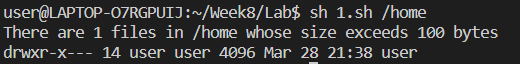 user@LAPTOP-O7RGPUIJ:~/Week8/Lab$ sh 1.sh /home
There are 1 files in /home whose size exceeds 100 bytes
drwxr-x--- 14 user user 4096 Mar 28 21:38 user